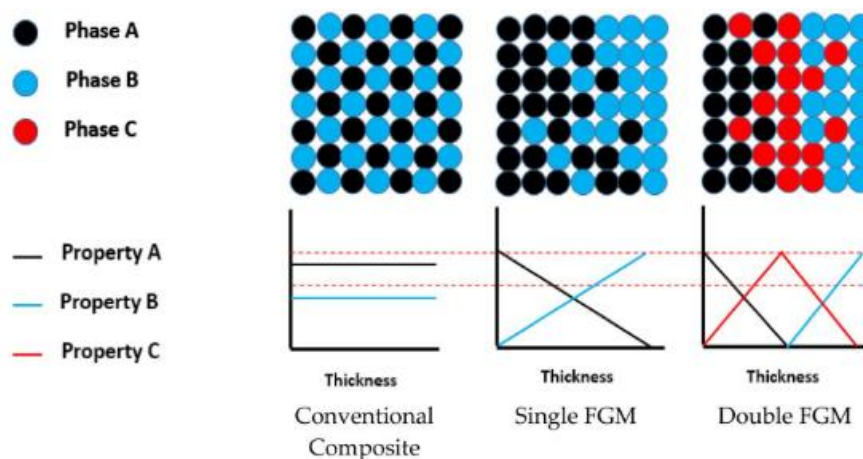 Phase A
Phase B
Phase C
Property A
Property B
Property C
Thickness
Thickness
Thickness
Conventional
Composite
Single FGM
Double FGM